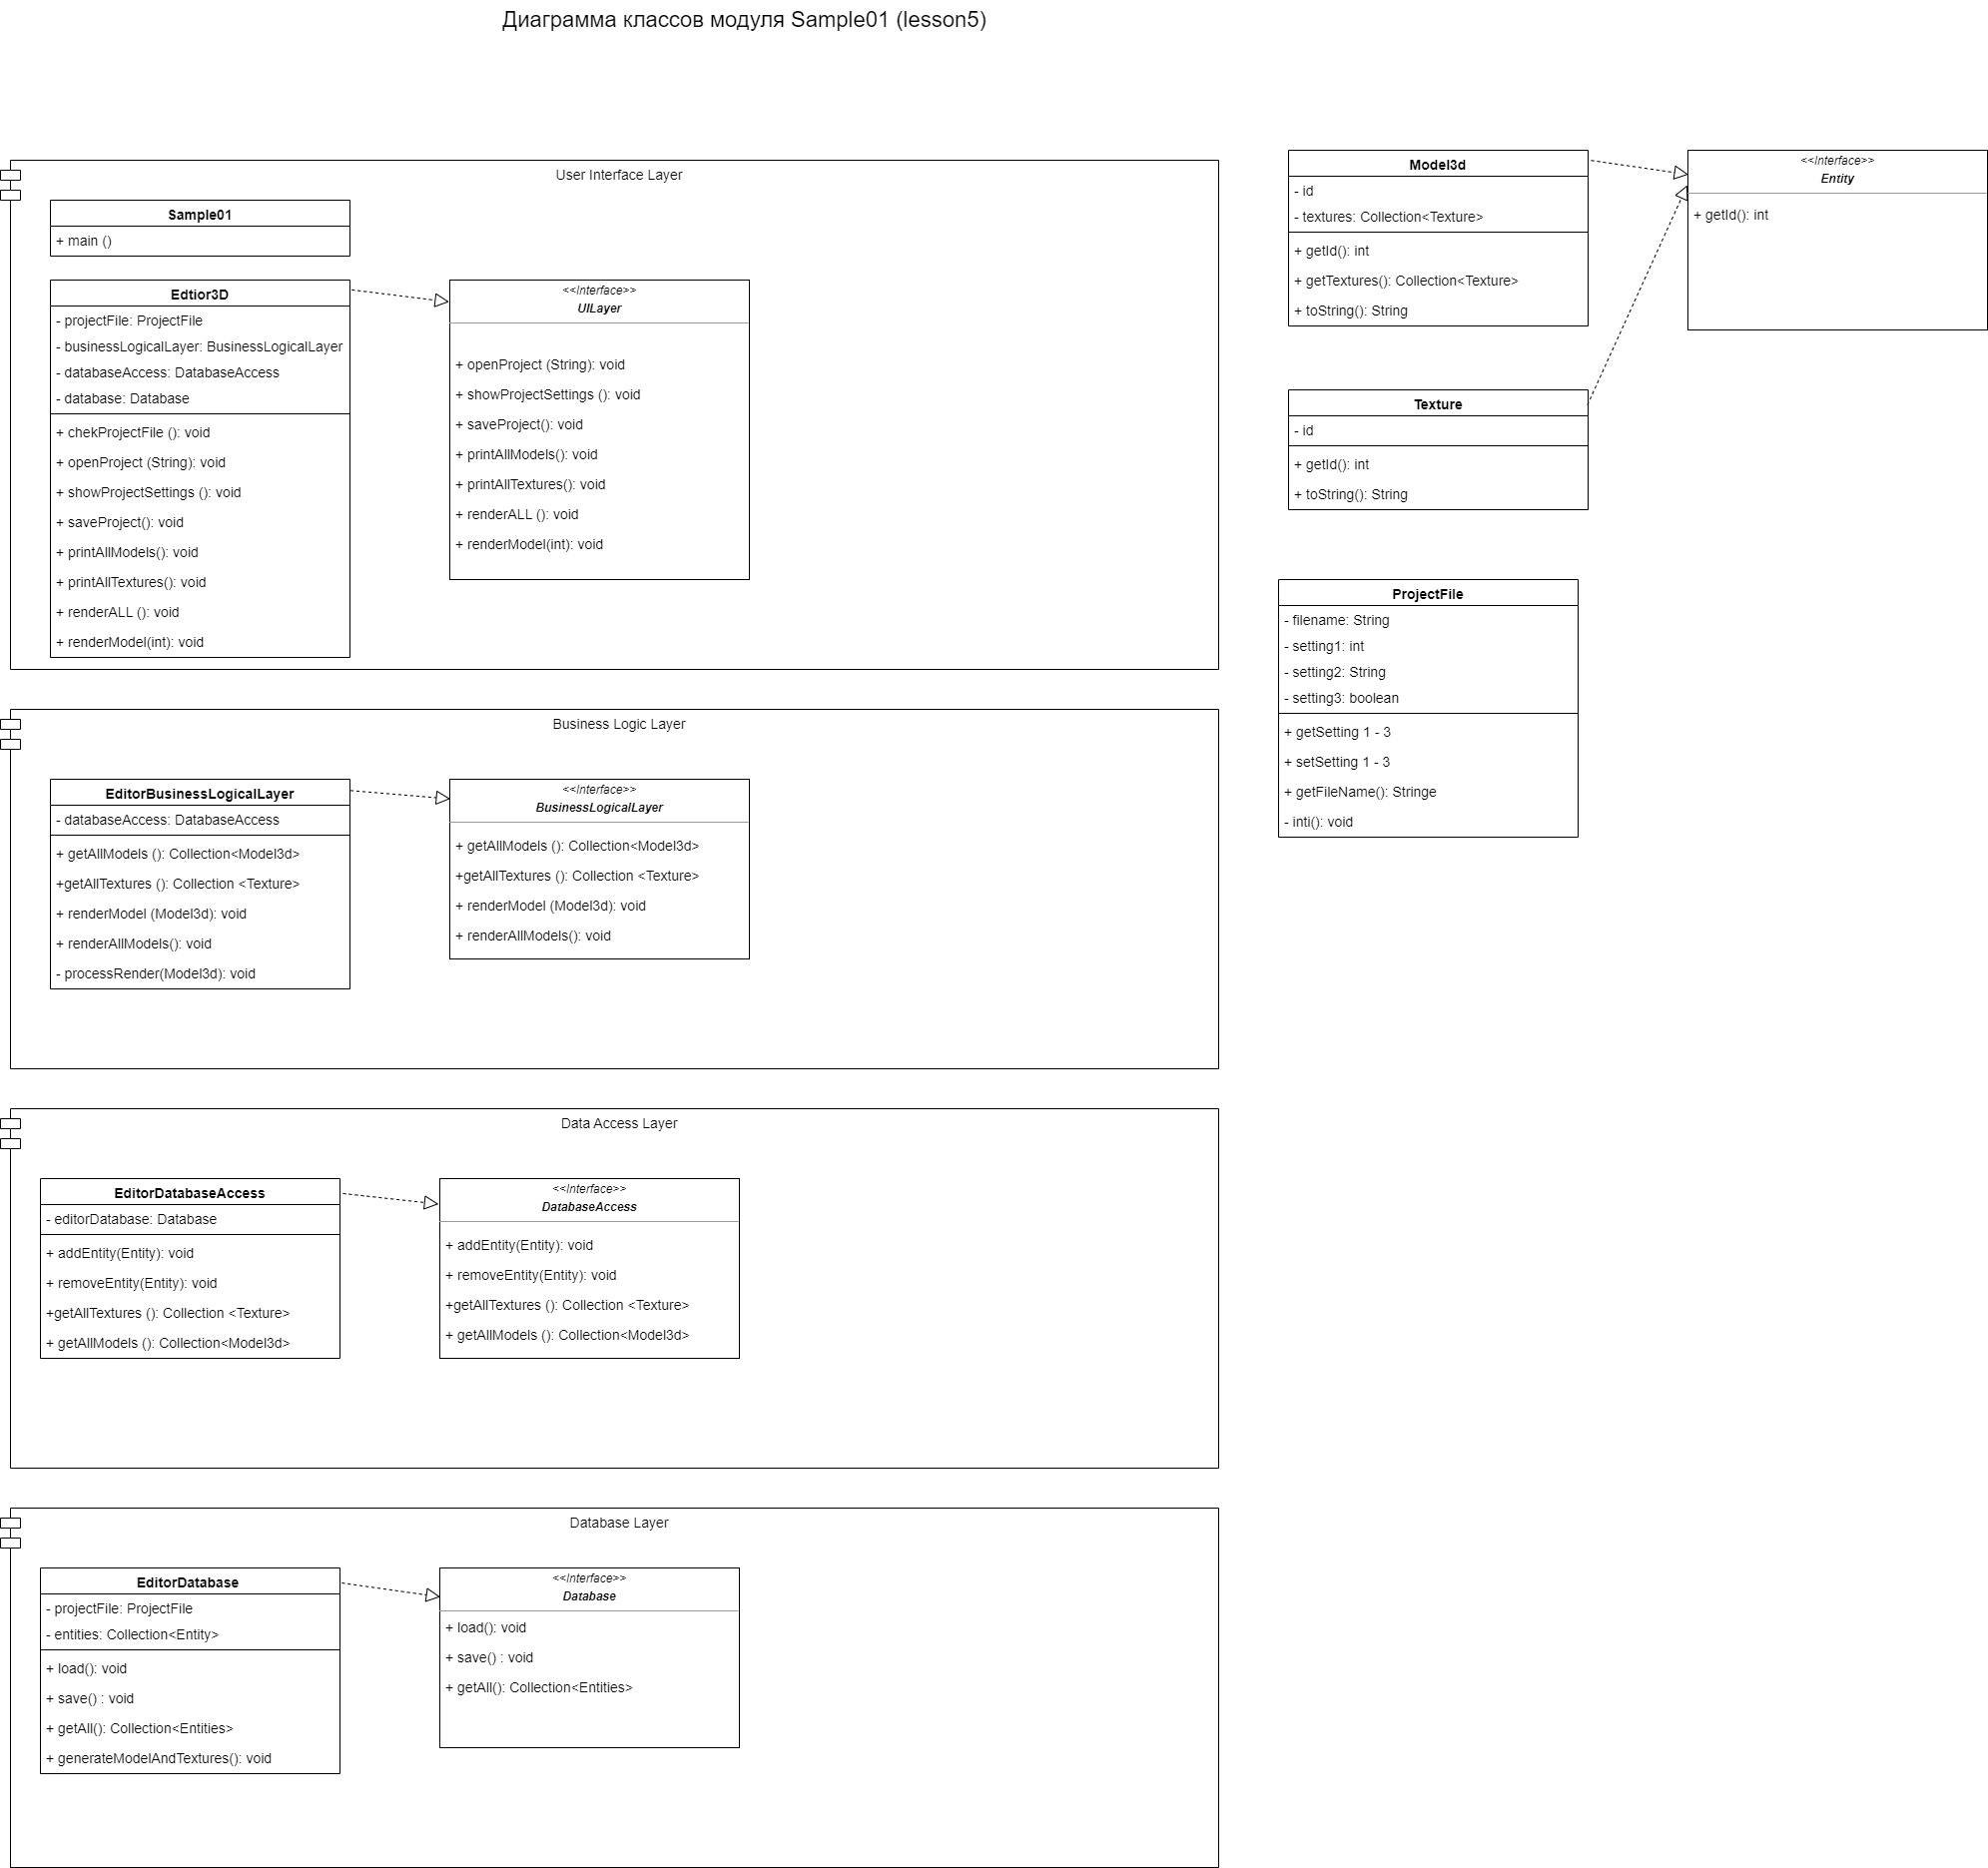 Диаграмма классов модуля Sample01 (lesson5)
User Interface Layer
Sample01
+ main ()
Edtior3D
- projectFile: ProjectFile
- businessLogicalLayer: BusinessLogicalLayer
- databaseAccess: DatabaseAccess
- database: Database
+ chekProjectFile (): void
+ openProject (String): void
+ showProjectSettings (): void
+ saveProject(): void
+ printAllModels(): void
+ printAllTextures(): void
+ renderALL (): void
+ renderModel(int): void
<<Interface>>
UILayer
+ openProject (String): void
+ showProjectSettings (): void
+ saveProject(): void
+ printAllModels(): void
+ printAllTextures(): void
+ renderALL (): void
+ renderModel(int): void
Model3d
- id
- textures: Collection<Texture>
+ getId(): int
+ getTextures(): Collection<Texture>
+ toString(): String
<<Interface>>
Entity
+ getId(): int
Texture
- id
+ getId(): int
+ toString(): String
ProjectFile
- filename: String
- setting1: int
- setting2: String
- setting3: boolean
+ getSetting 1 - 3
+ setSetting 1 - 3
+ getFileName(): Stringe
- inti(): void
Business Logic Layer
EditorBusinessLogicalLayer
- databaseAccess: DatabaseAccess
+ getAllModels (): Collection<Model3d>
+getAllTextures (): Collection <Texture>
+ renderModel (Model3d): void
+ renderAllModels(): void
- processRender(Model3d): void
<<Interface>>
BusinessLogicalLayer
+ getAllModels (): Collection<Model3d>
+getAllTextures (): Collection <Texture>
+ renderModel (Model3d): void
+ renderAllModels(): void
Data Access Layer
EditorDatabaseAccess
- editorDatabase: Database
+ addEntity(Entity): void
+ removeEntity(Entity): void
+getAllTextures (): Collection <Texture>
+ getAllModels (): Collection<Model3d>
<<Interface>>
DatabaseAccess
+ addEntity(Entity): void
+ removeEntity(Entity): void
+getAllTextures (): Collection <Texture>
+ getAllModels (): Collection<Model3d>
Database Layer
EditorDatabase
- projectFile: ProjectFile
- entities: Collection<Entity>
+ load(): void
+ save() : void
+ getAll(): Collection<Entities>
+ generateModelAndTextures(): void
<<Interface>>
Database
+ load(): void
+ save() : void
+ getAll(): Collection<Entities>